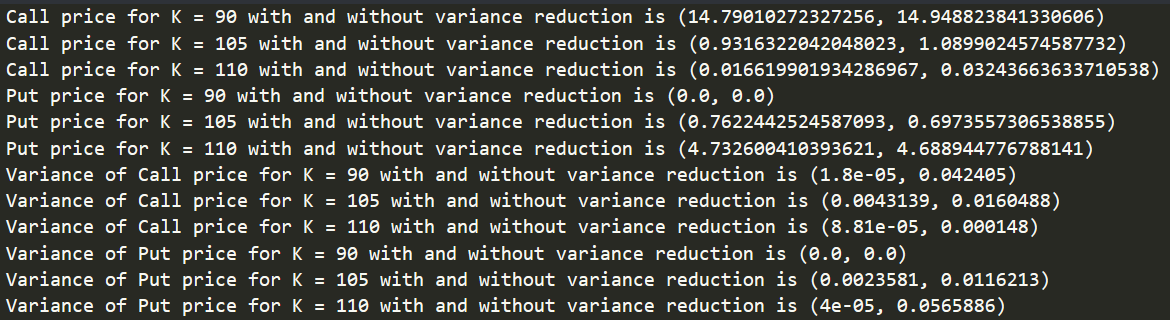 Call price for K = 90 with and without variance reduction is (14.79010272327256, 14.948823841330606)
Call price for K = 105 with and without variance reduction is (0.9316322042048023, 1.0899024574587732)
Call price for K = 110 with and without variance reduction is (0.016619901934286967, 0.03243663633710538)
Put price for K = 90 with and without variance reduction is (0.0, 0.0)
Put price for K = 105 with and without variance reduction is (0.7622442524587093, 0.6973557306538855)
Put price for K = 110 with and without variance reduction is (4.732600410393621, 4.688944776788141)
Variance of Call price for K = 90 with and without variance reduction is (1.8e-05, 0.042405)
Variance of Call price for K = 105 with and without variance reduction is (0.0043139, 0.0160488)
Variance of Call price for K = 110 with and without variance reduction is (8.81e-05, 0.000148)
Variance of Put price for K = 90 with and without variance reduction is (0.0, 0.0)
Variance of Put price for K = 105 with and without variance reduction is (0.0023581, 0.0116213)
Variance of Put price for K = 110 with and without variance reduction is (4e-05, 0.0565886)